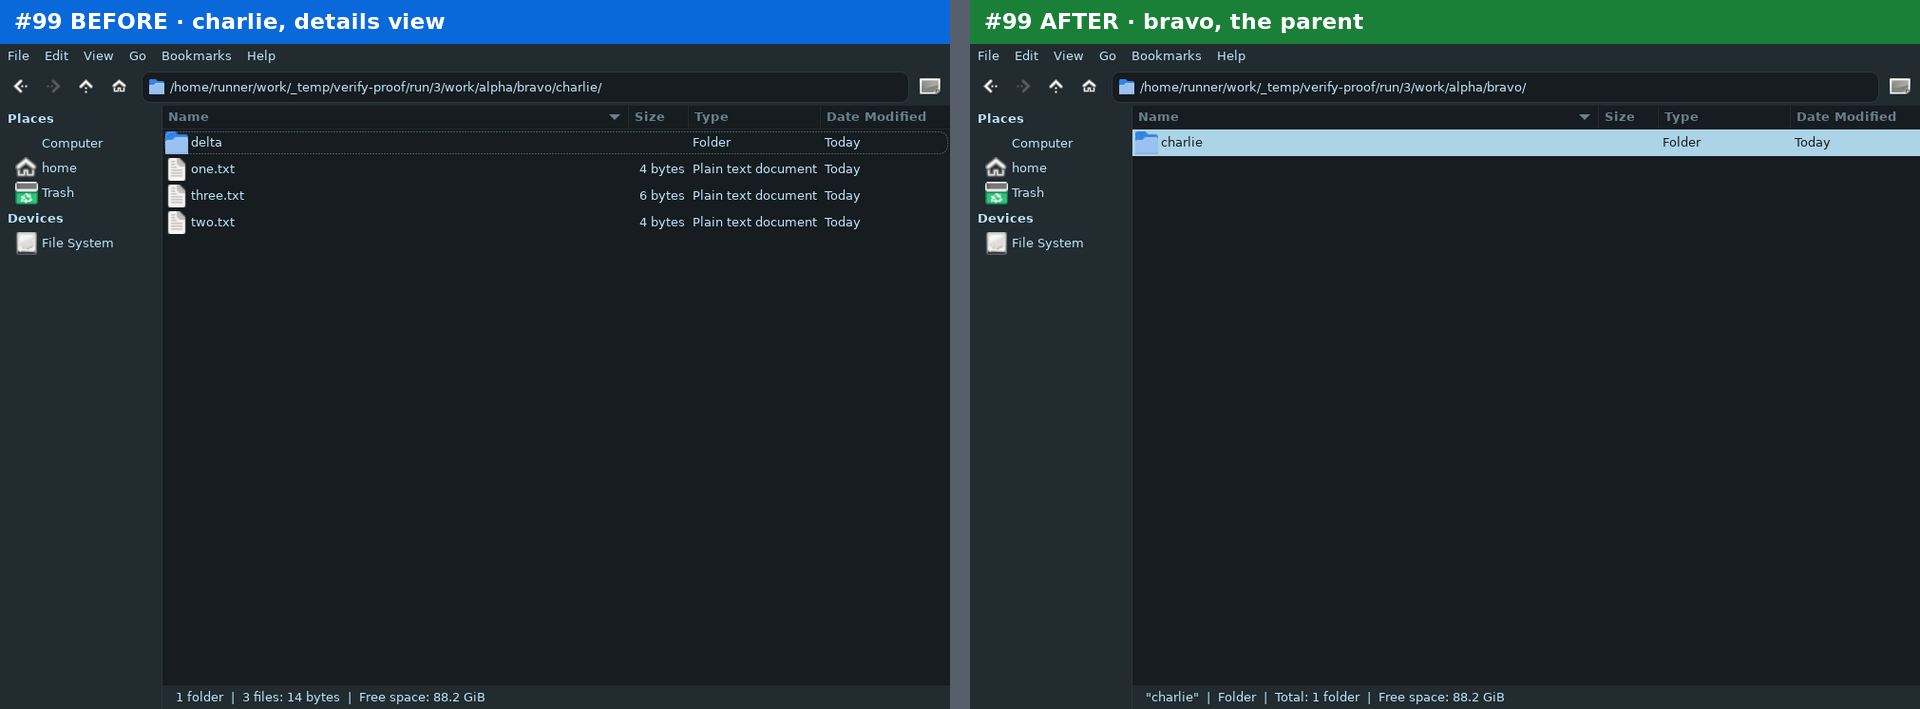 #99 BEFORE · charlie, details view
File Edit View Go Bookmarks Help
/home/runner/work/_temp/verify-proof/run/3/work/alpha/bravo/charlie/
Places
Computer
home
Trash
Devices
File System
Name Size Type Date Modified
delta Folder Today
one.txt 4 bytes Plain text document Today
three.txt 6 bytes Plain text document Today
two.txt 4 bytes Plain text document Today
1 folder | 3 files: 14 bytes | Free space: 88.2 GiB
#99 AFTER · bravo, the parent
File Edit View Go Bookmarks Help
/home/runner/work/_temp/verify-proof/run/3/work/alpha/bravo/
Places
Computer
home
Trash
Devices
File System
Name Size Type Date Modified
charlie Folder Today
"charlie" | Folder | Total: 1 folder | Free space: 88.2 GiB